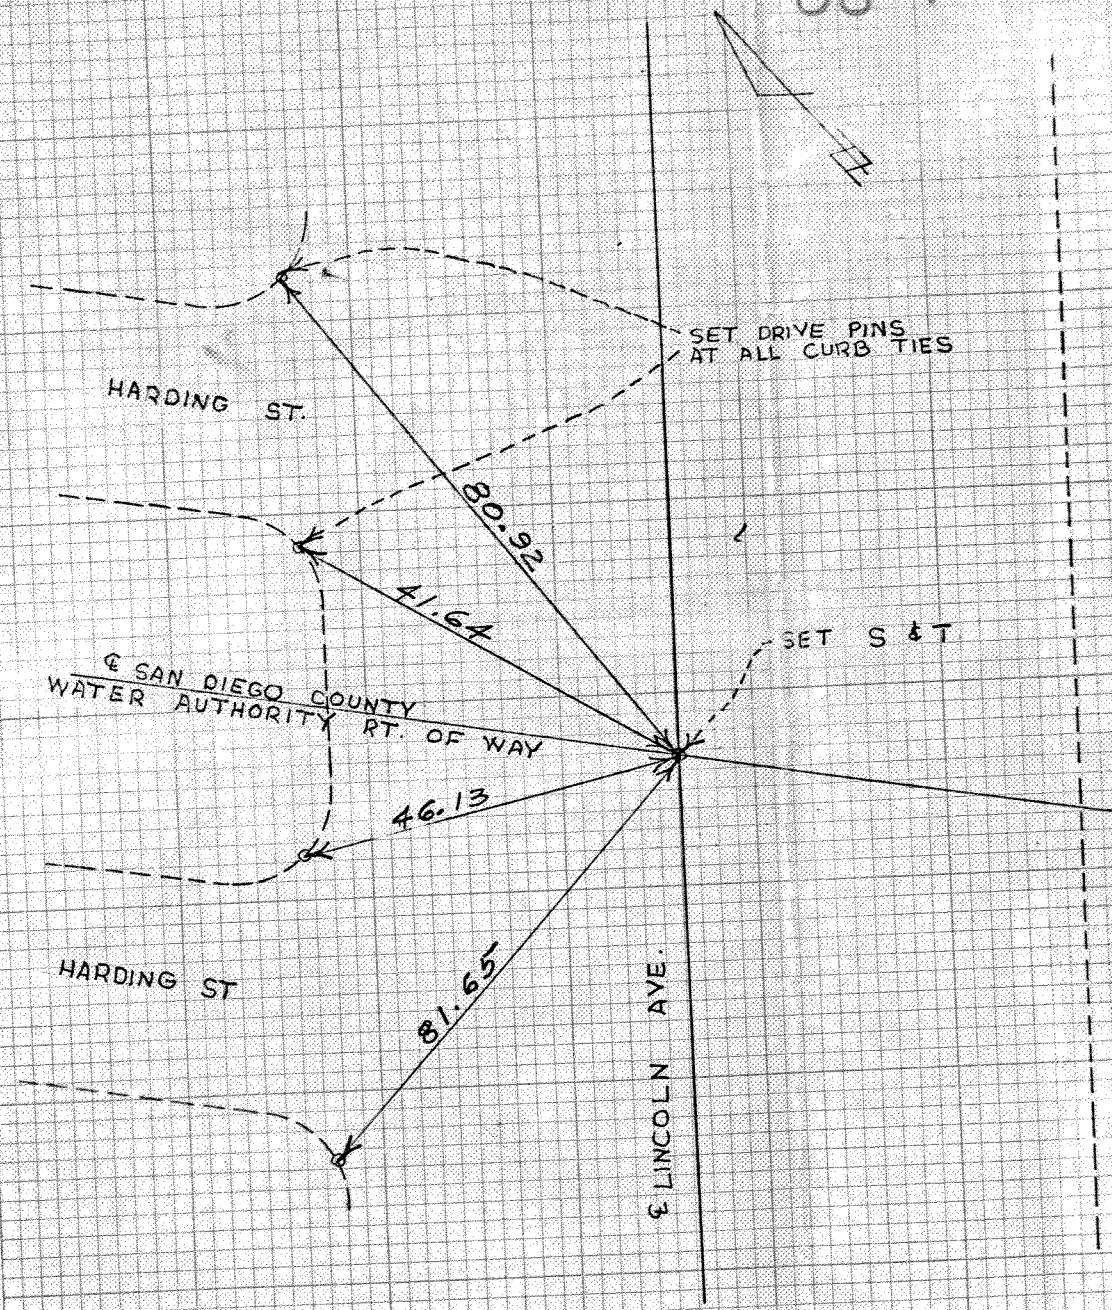 SET DRIVE PINS
AT ALL CURB TIES
HARDING ST.
80.92
41.64
SET S & T
℄ SAN DIEGO COUNTY
WATER AUTHORITY RT. OF WAY
46.13
81.65
HARDING ST
℄ LINCOLN AVE.